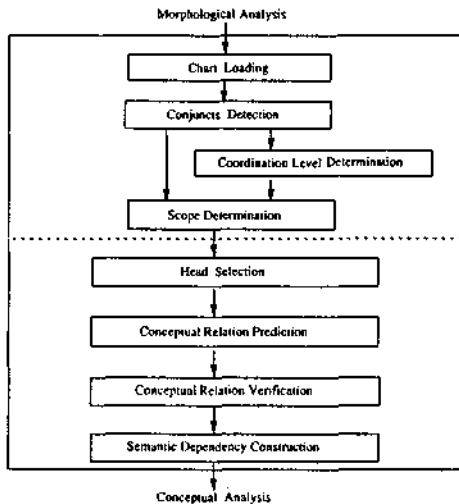 Morphological Analysis
Chart Loading
Conjuncts Detection
Coordination Level Determination
Scope Determination
Head Selection
Conceptual Relation Prediction
Conceptual Relation Verification
Semantic Dependency Construction
Conceptual Analysis